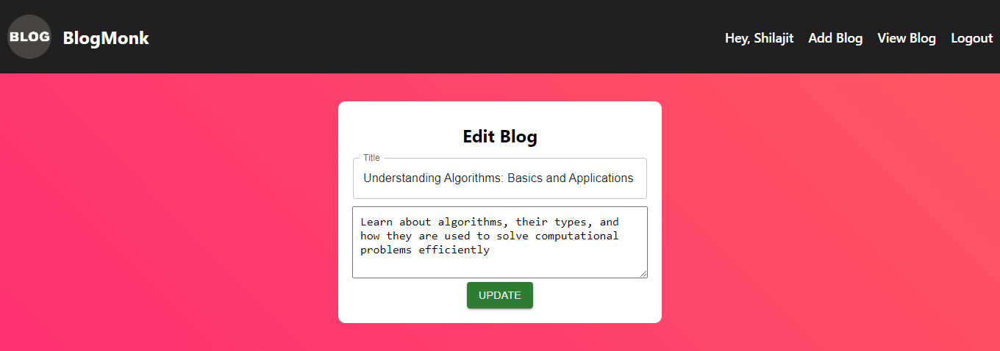 BLOG
BlogMonk
Hey, Shilajit
Add Blog
View Blog
Logout
Edit Blog
Title
Understanding Algorithms: Basics and Applications
Learn about algorithms, their types, and
how they are used to solve computational
problems efficiently
UPDATE